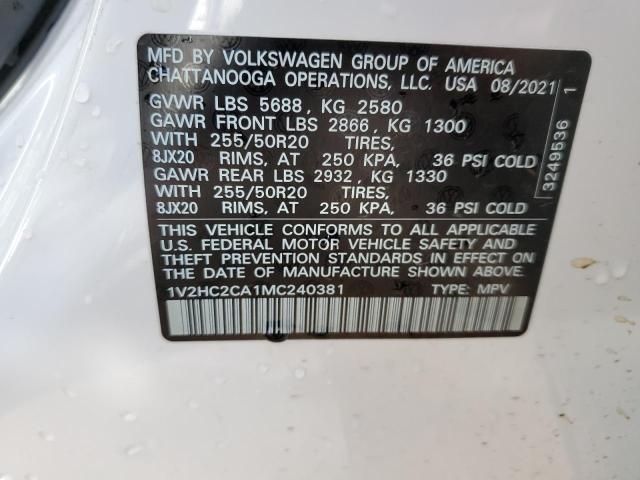 MFD BY VOLKSWAGEN GROUP OF AMERICA
CHATTANOOGA OPERATIONS, LLC. USA 08/2021
GVWR LBS 5688, KG 2580
GAWR FRONT LBS 2866, KG 1300
WITH 255/50R20 TIRES,
8JX20 RIMS, AT 250 KPA, 36 PSI COLD
GAWR REAR LBS 2932, KG 1330
WITH 255/50R20 TIRES,
8JX20 RIMS, AT 250 KPA, 36 PSI COLD
THIS VEHICLE CONFORMS TO ALL APPLICABLE
U.S. FEDERAL MOTOR VEHICLE SAFETY AND
THEFT PREVENTION STANDARDS IN EFFECT ON
THE DATE OF MANUFACTURE SHOWN ABOVE.
1V2HC2CA1MC240381 TYPE: MPV
3249536 1